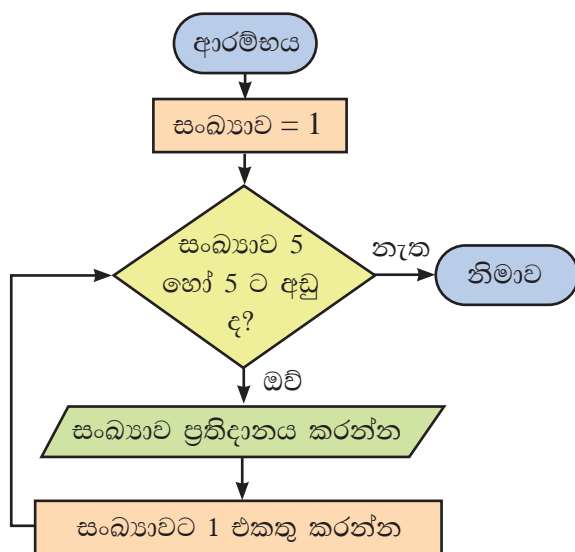 ආරම්භය
සංඛ්‍යාව = 1
සංඛ්‍යාව 5
හෝ 5 ට අඩු
ද?
නැත
නිමාව
ඔව්
සංඛ්‍යාව ප්‍රතිදානය කරන්න
සංඛ්‍යාවට 1 එකතු කරන්න